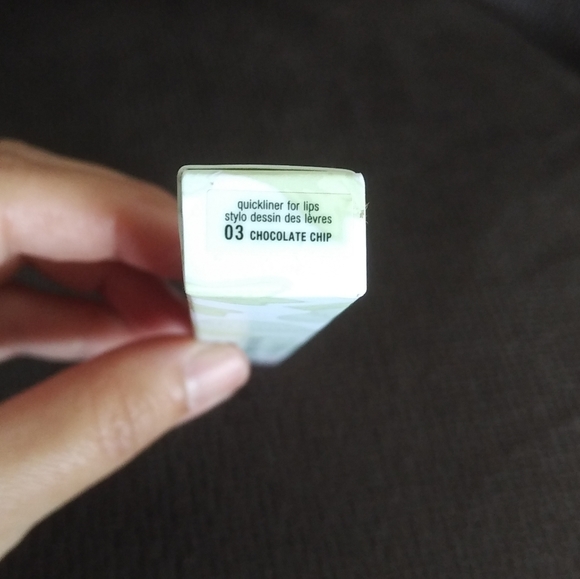 quickliner for lips
stylo dessin des lèvres
03 CHOCOLATE CHIP